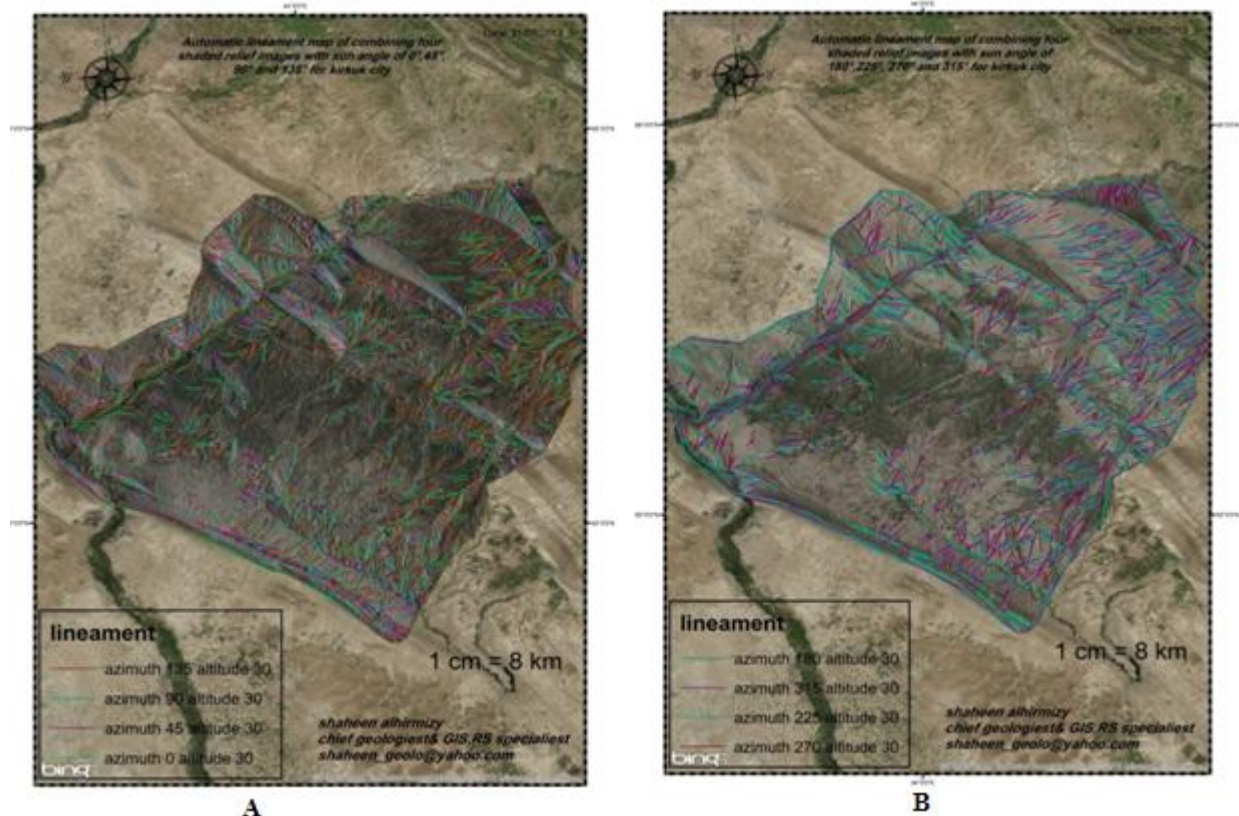 Automatic lineament map of combining four
shaded relief images with sun angle of 0°,45°,
90° and 135° for kirkuk city
lineament
azimuth 135 altitude 30
azimuth 90 altitude 30
azimuth 45 altitude 30
azimuth 0 altitude 30
1 cm = 8 km
shaheen alhirmizy
chief geologiest& GIS,RS specialiest
shaheen_geolo@yahoo.com
bing
A
Automatic lineament map of combining four
shaded relief images with sun angle of
180°,225°, 270° and 315° for kirkuk city
lineament
azimuth 180 altitude 30
azimuth 315 altitude 30
azimuth 225 altitude 30
azimuth 270 altitude 30
1 cm = 8 km
shaheen alhirmizy
chief geologiest& GIS,RS specialiest
shaheen_geolo@yahoo.com
bing
B